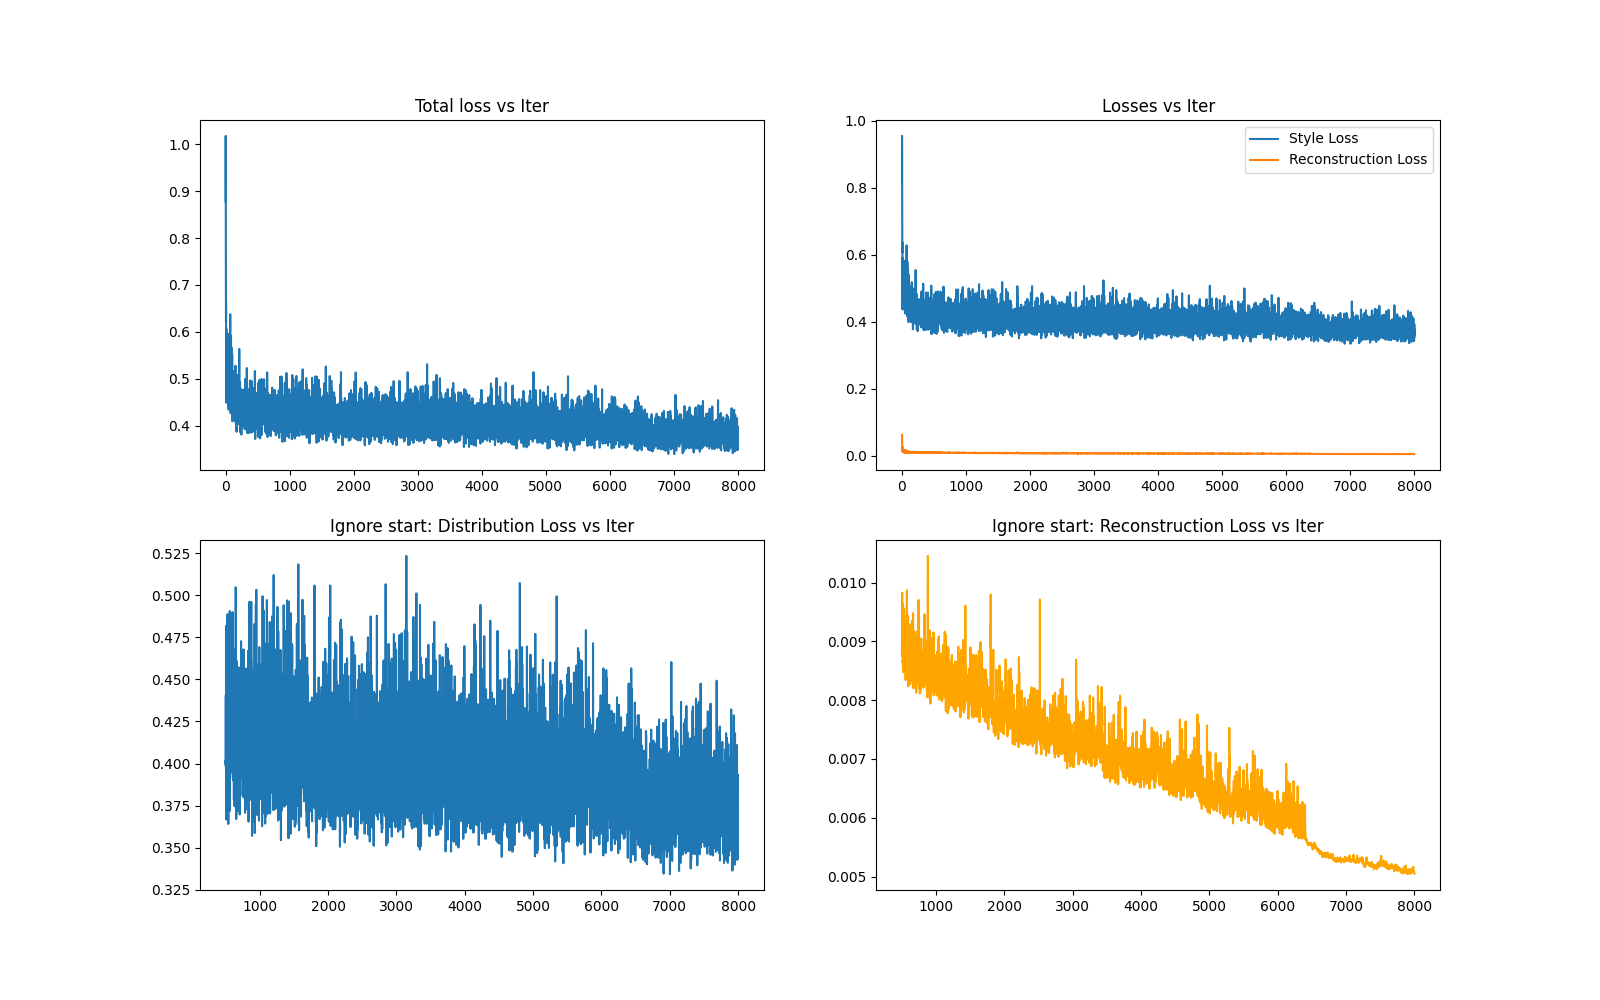 Total loss vs Iter
1.0
0.9
0.8
0.7
0.6
0.5
0.4
0 1000 2000 3000 4000 5000 6000 7000 8000
Losses vs Iter
Style Loss
Reconstruction Loss
1.0
0.8
0.6
0.4
0.2
0.0
0 1000 2000 3000 4000 5000 6000 7000 8000
Ignore start: Distribution Loss vs Iter
0.525
0.500
0.475
0.450
0.425
0.400
0.375
0.350
0.325
1000 2000 3000 4000 5000 6000 7000 8000
Ignore start: Reconstruction Loss vs Iter
0.010
0.009
0.008
0.007
0.006
0.005
1000 2000 3000 4000 5000 6000 7000 8000